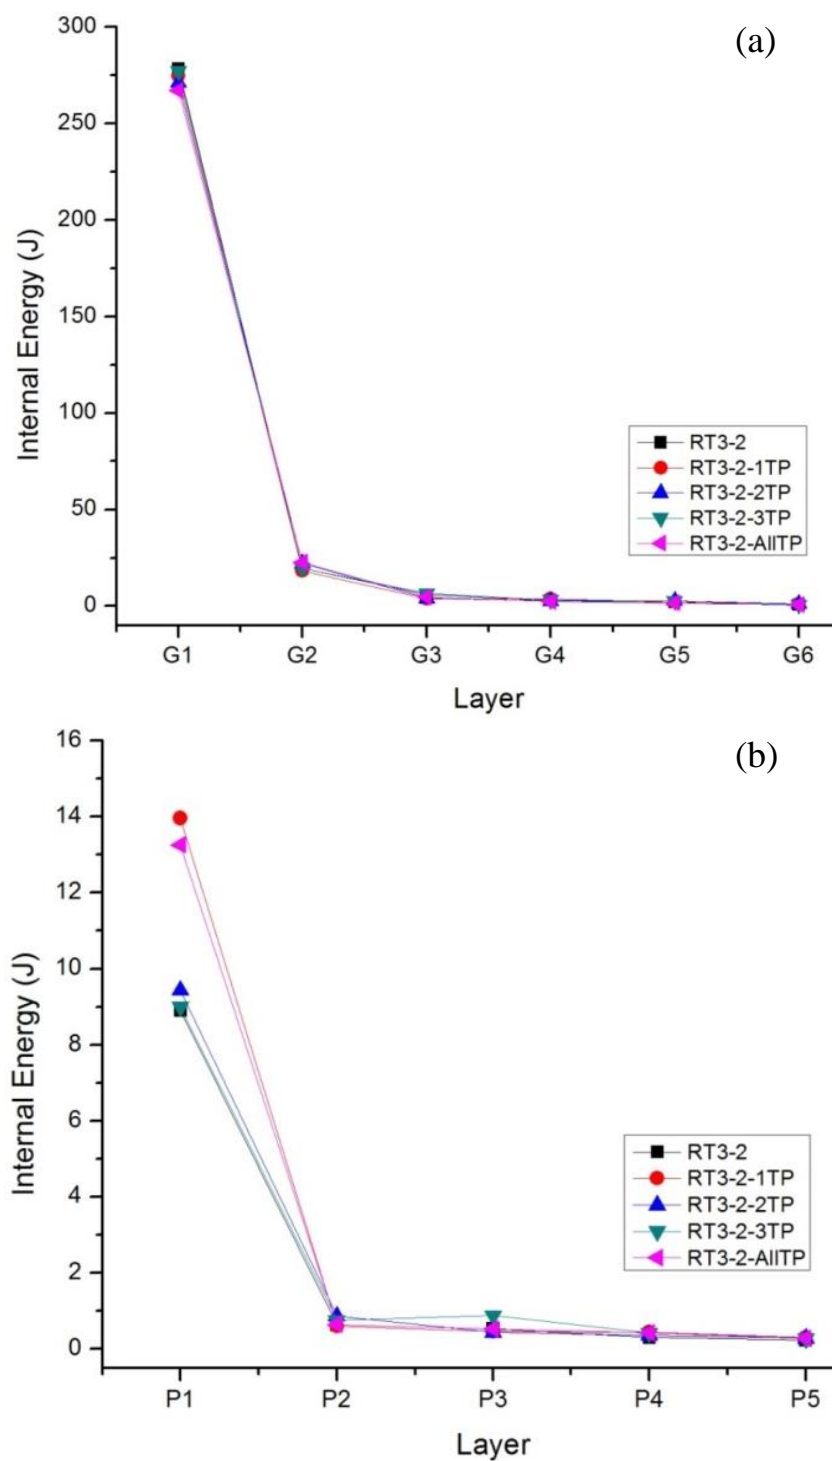 (a)
300
250
200
150
100
50
0
Internal Energy (J)
RT3-2
RT3-2-1TP
RT3-2-2TP
RT3-2-3TP
RT3-2-AllTP
G1 G2 G3 G4 G5 G6
Layer
(b)
16
14
12
10
8
6
4
2
0
Internal Energy (J)
RT3-2
RT3-2-1TP
RT3-2-2TP
RT3-2-3TP
RT3-2-AllTP
P1 P2 P3 P4 P5
Layer